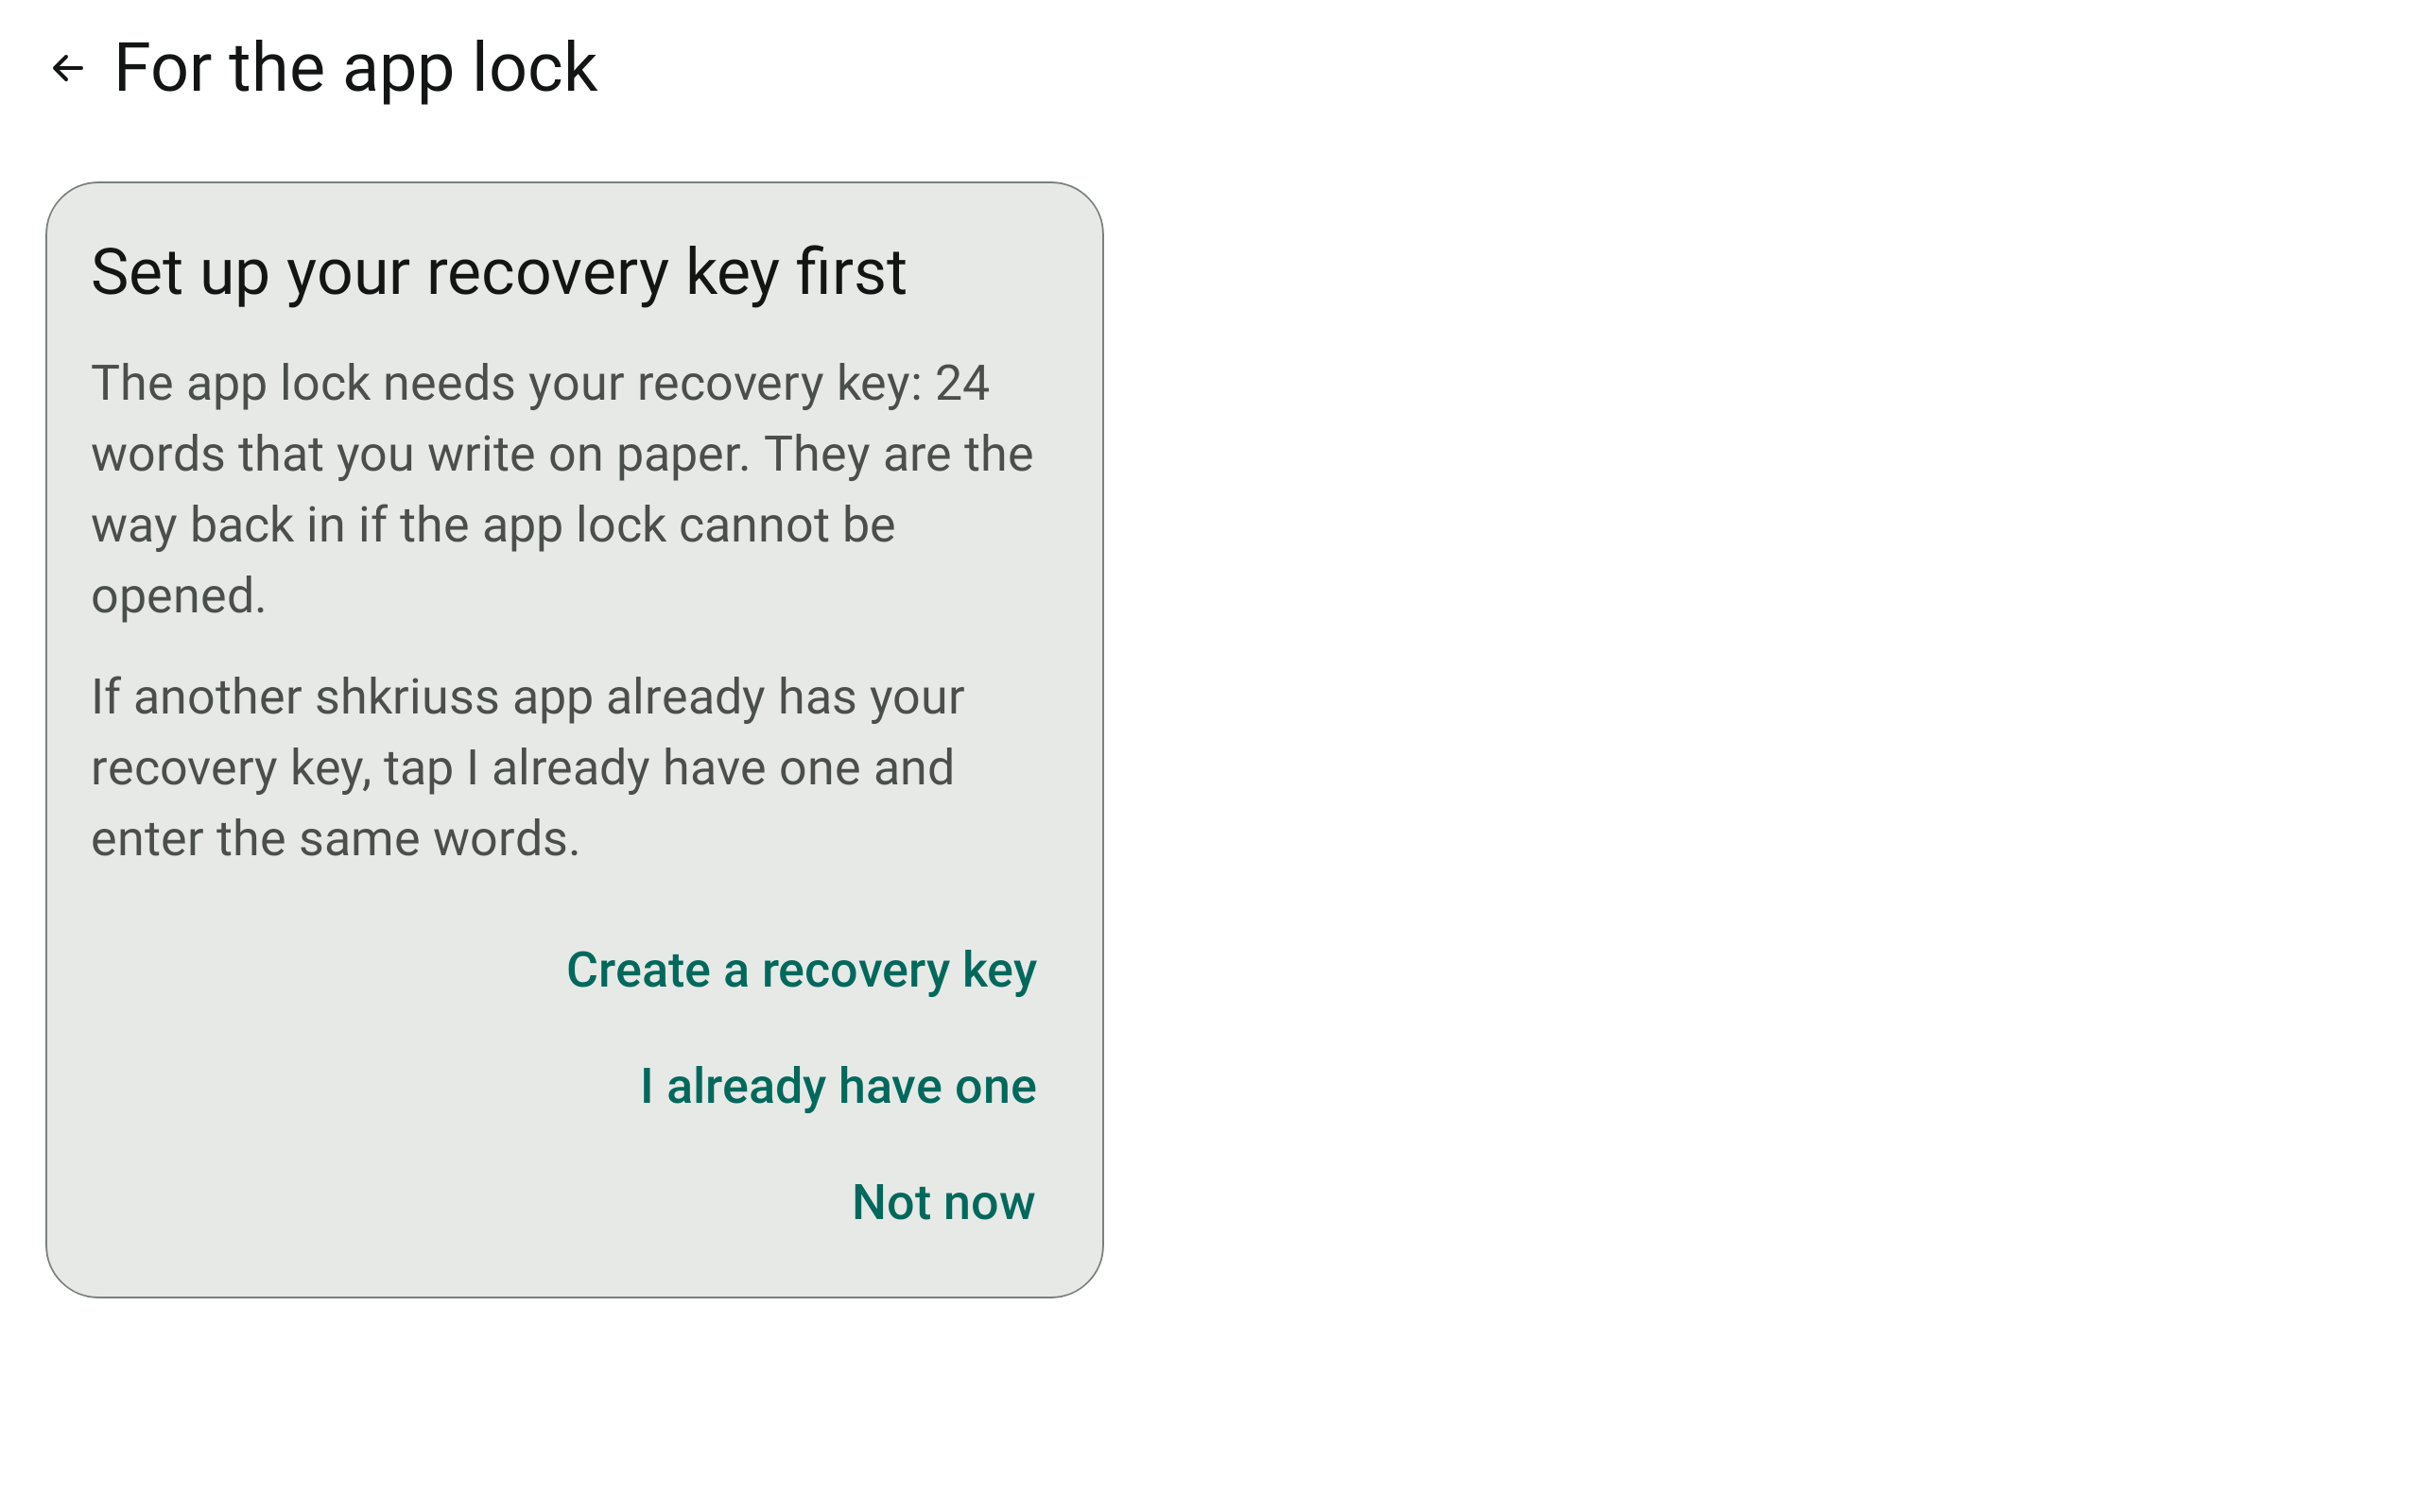 For the app lock
Set up your recovery key first
The app lock needs your recovery key: 24
words that you write on paper. They are the
way back in if the app lock cannot be
opened.
If another shkriuss app already has your
recovery key, tap I already have one and
enter the same words.
Create a recovery key
I already have one
Not now